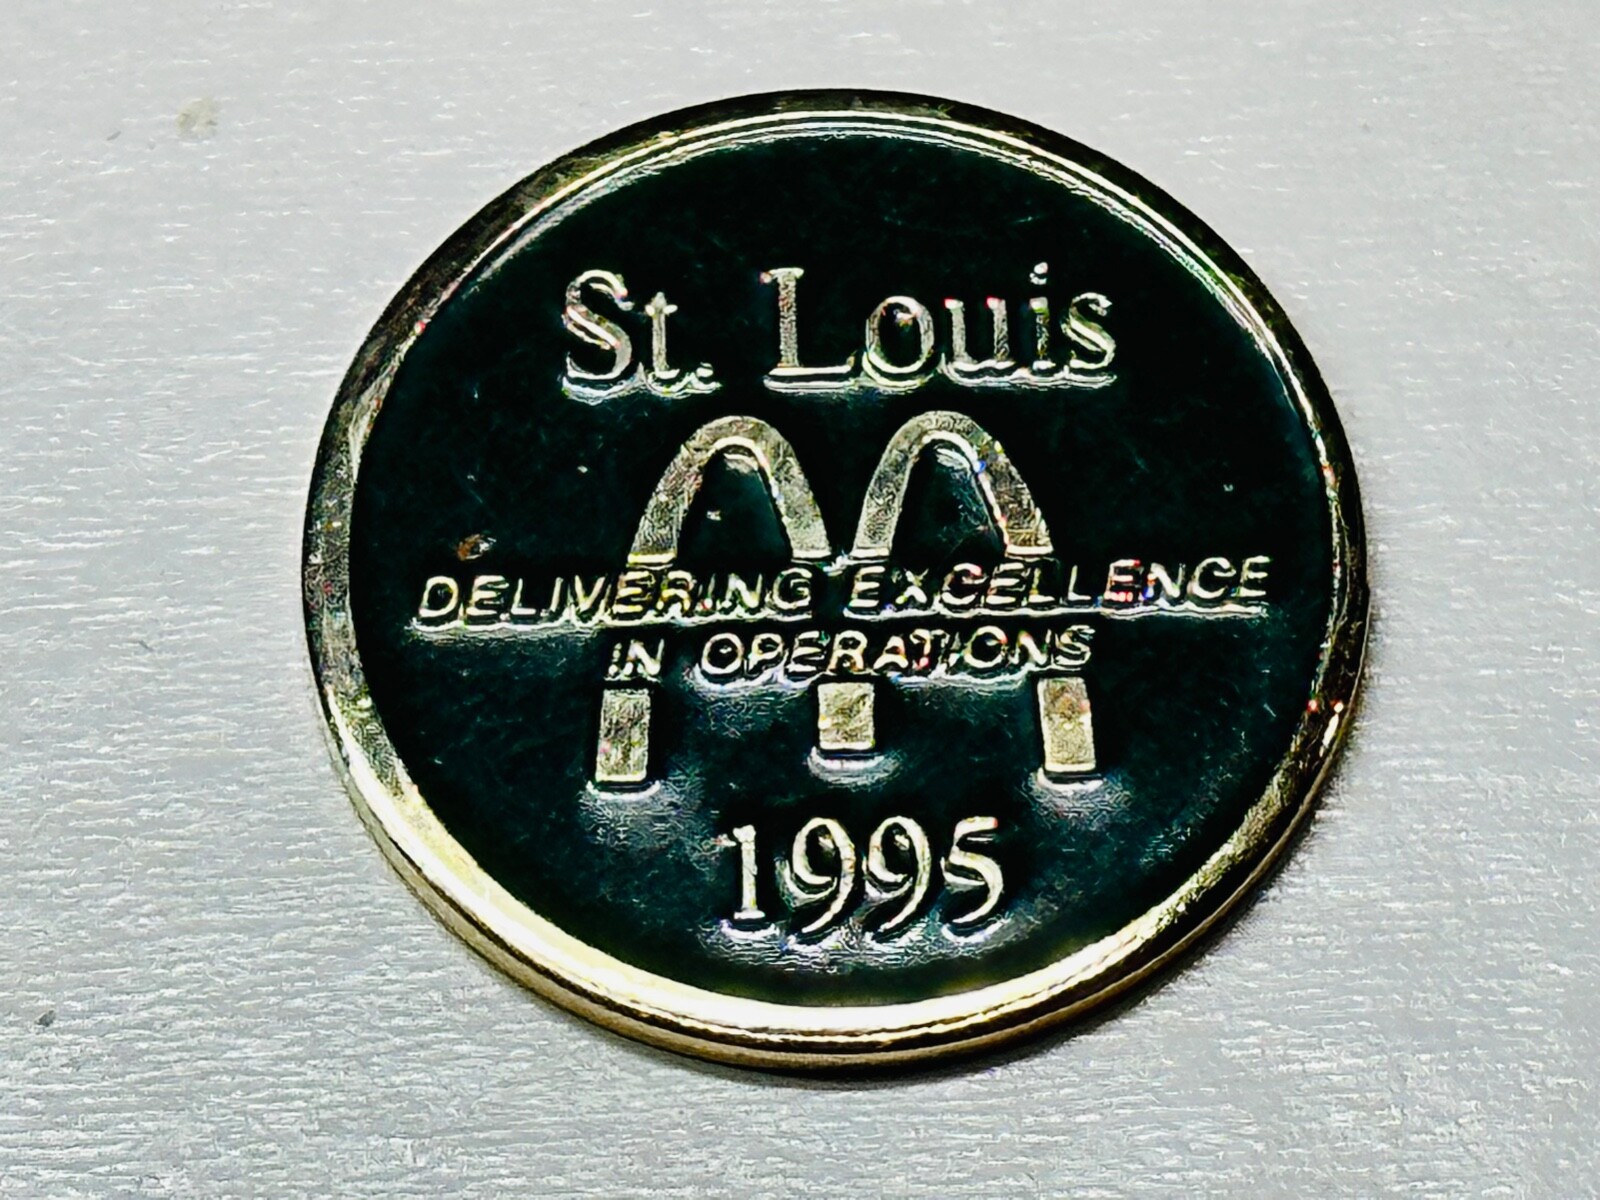 St. Louis
DELIVERING EXCELLENCE
IN OPERATIONS
1995